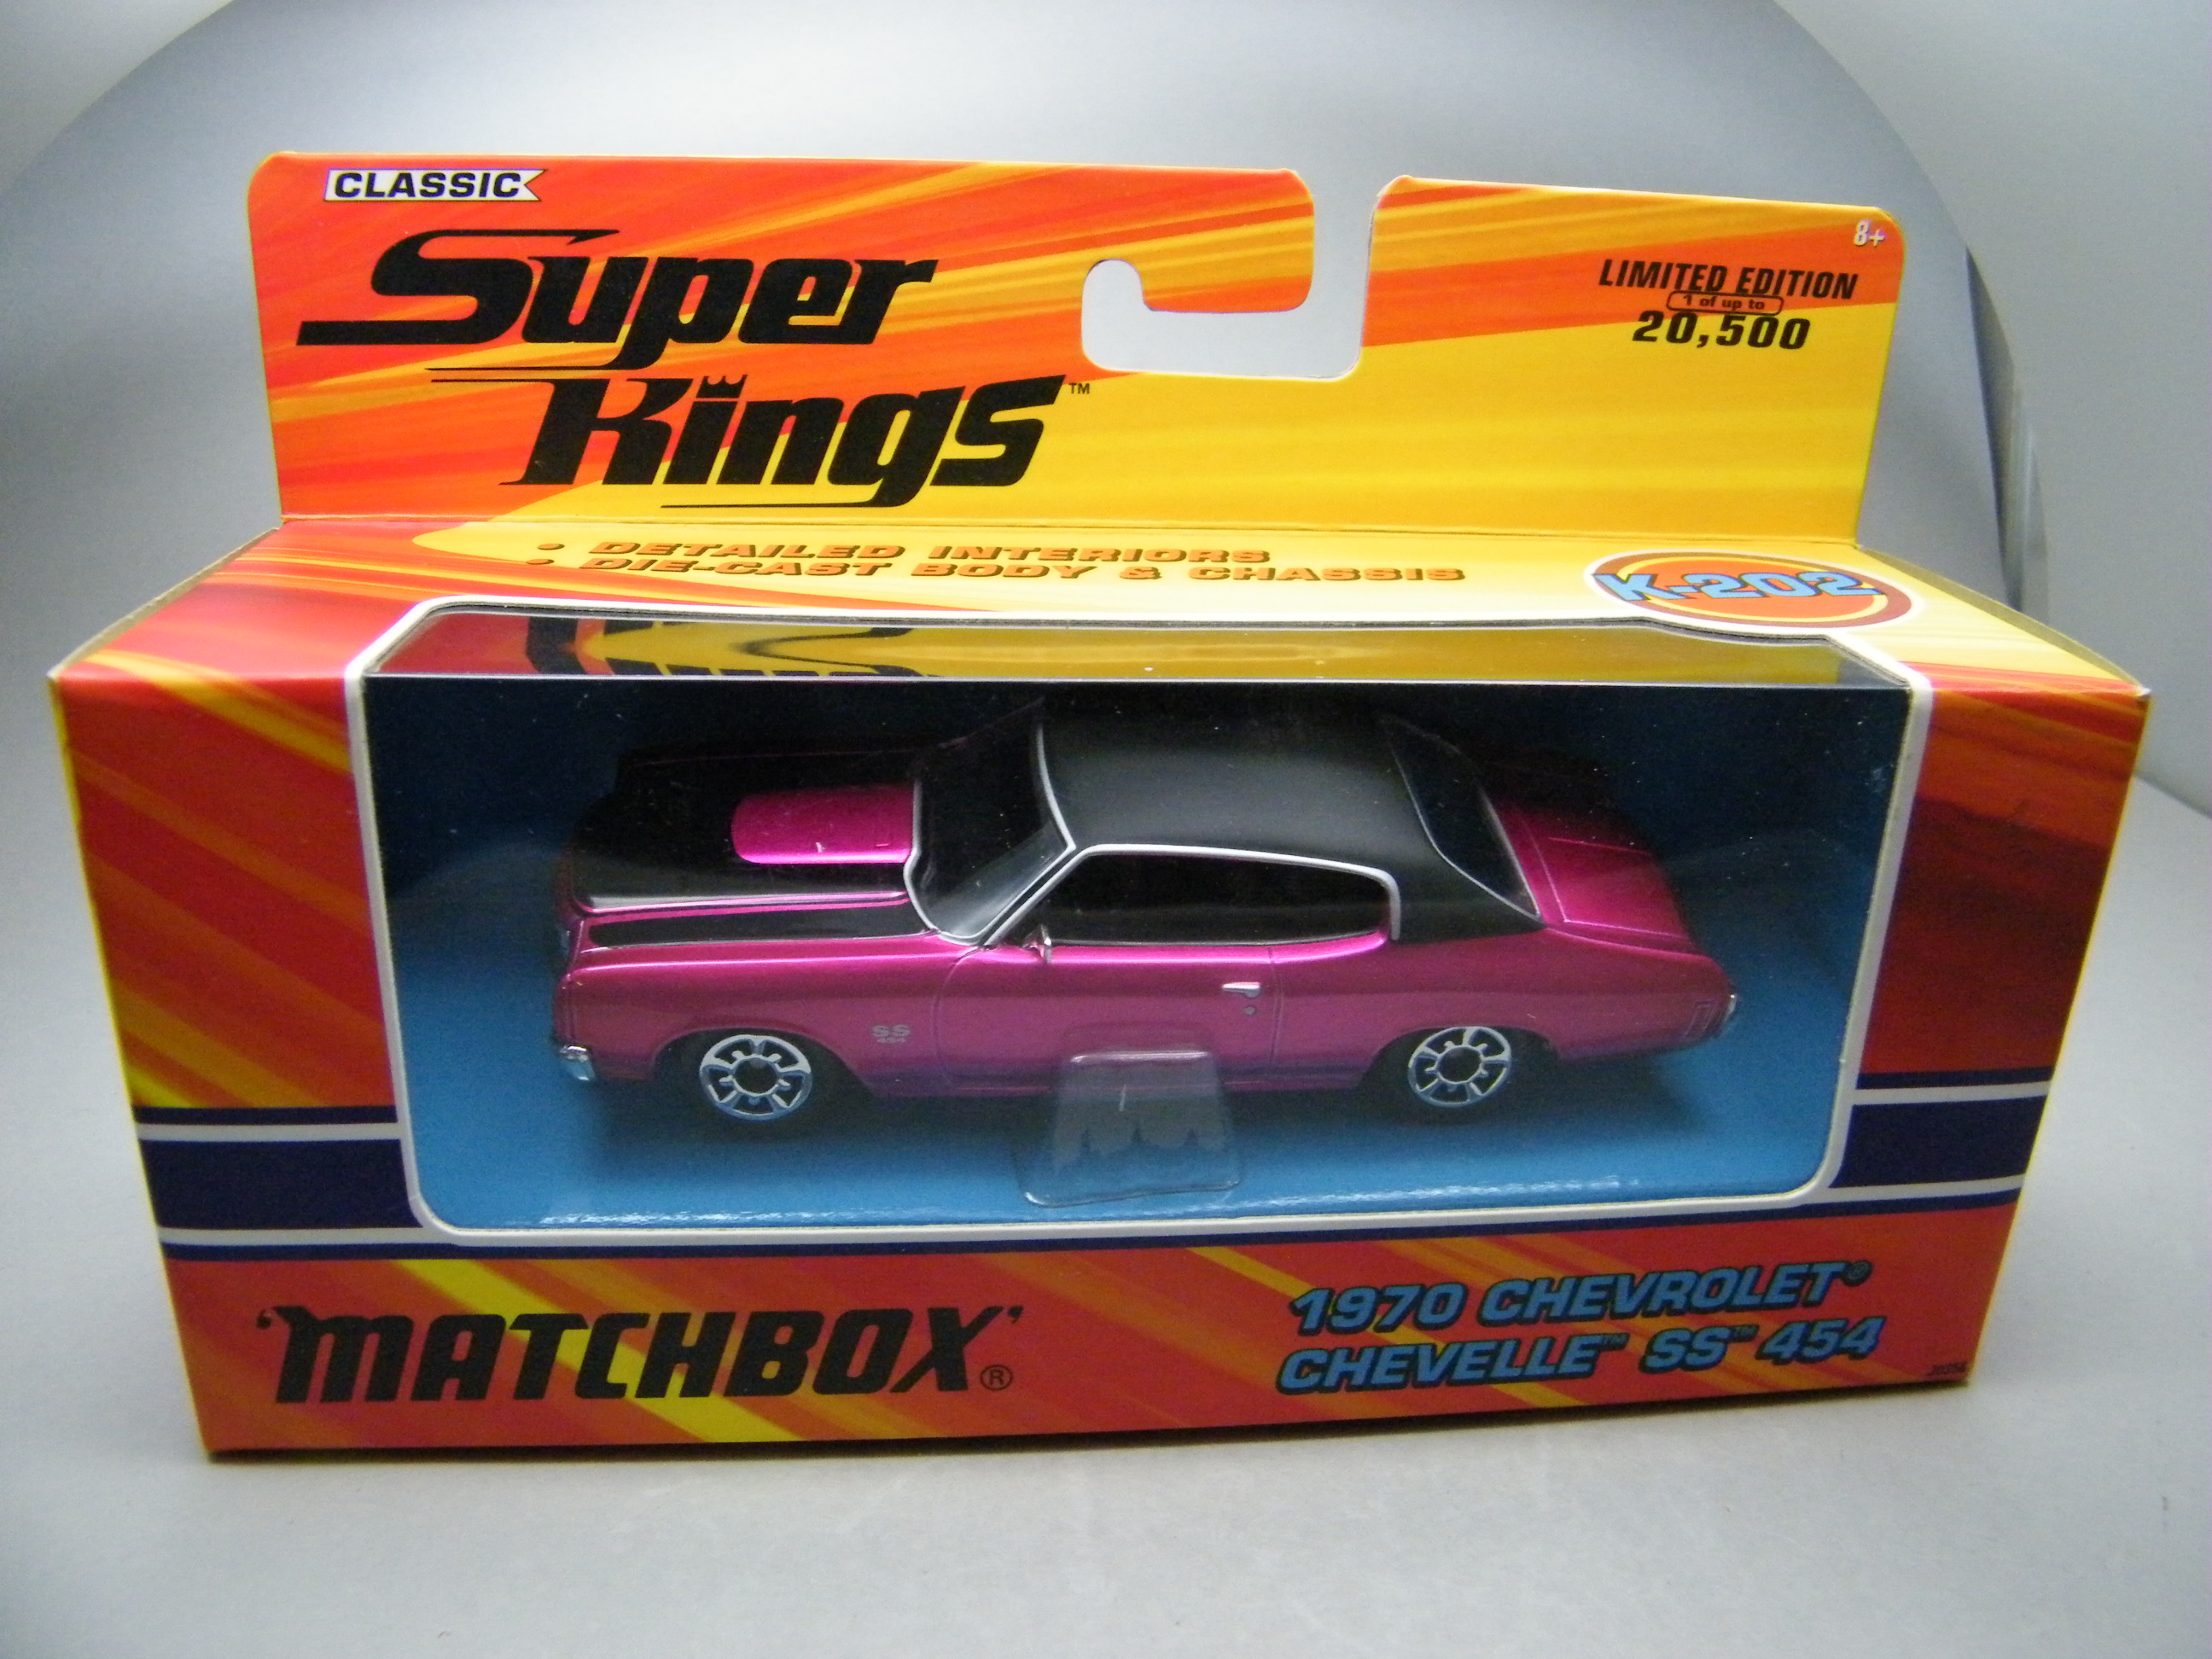 CLASSIC
Super
Kings™
8+
LIMITED EDITION
1 of up to
20,500
• DETAILED INTERIORS
• DIE-CAST BODY & CHASSIS
K-202
SS
454
'MATCHBOX'®
1970 CHEVROLET®
CHEVELLE™ SS™ 454